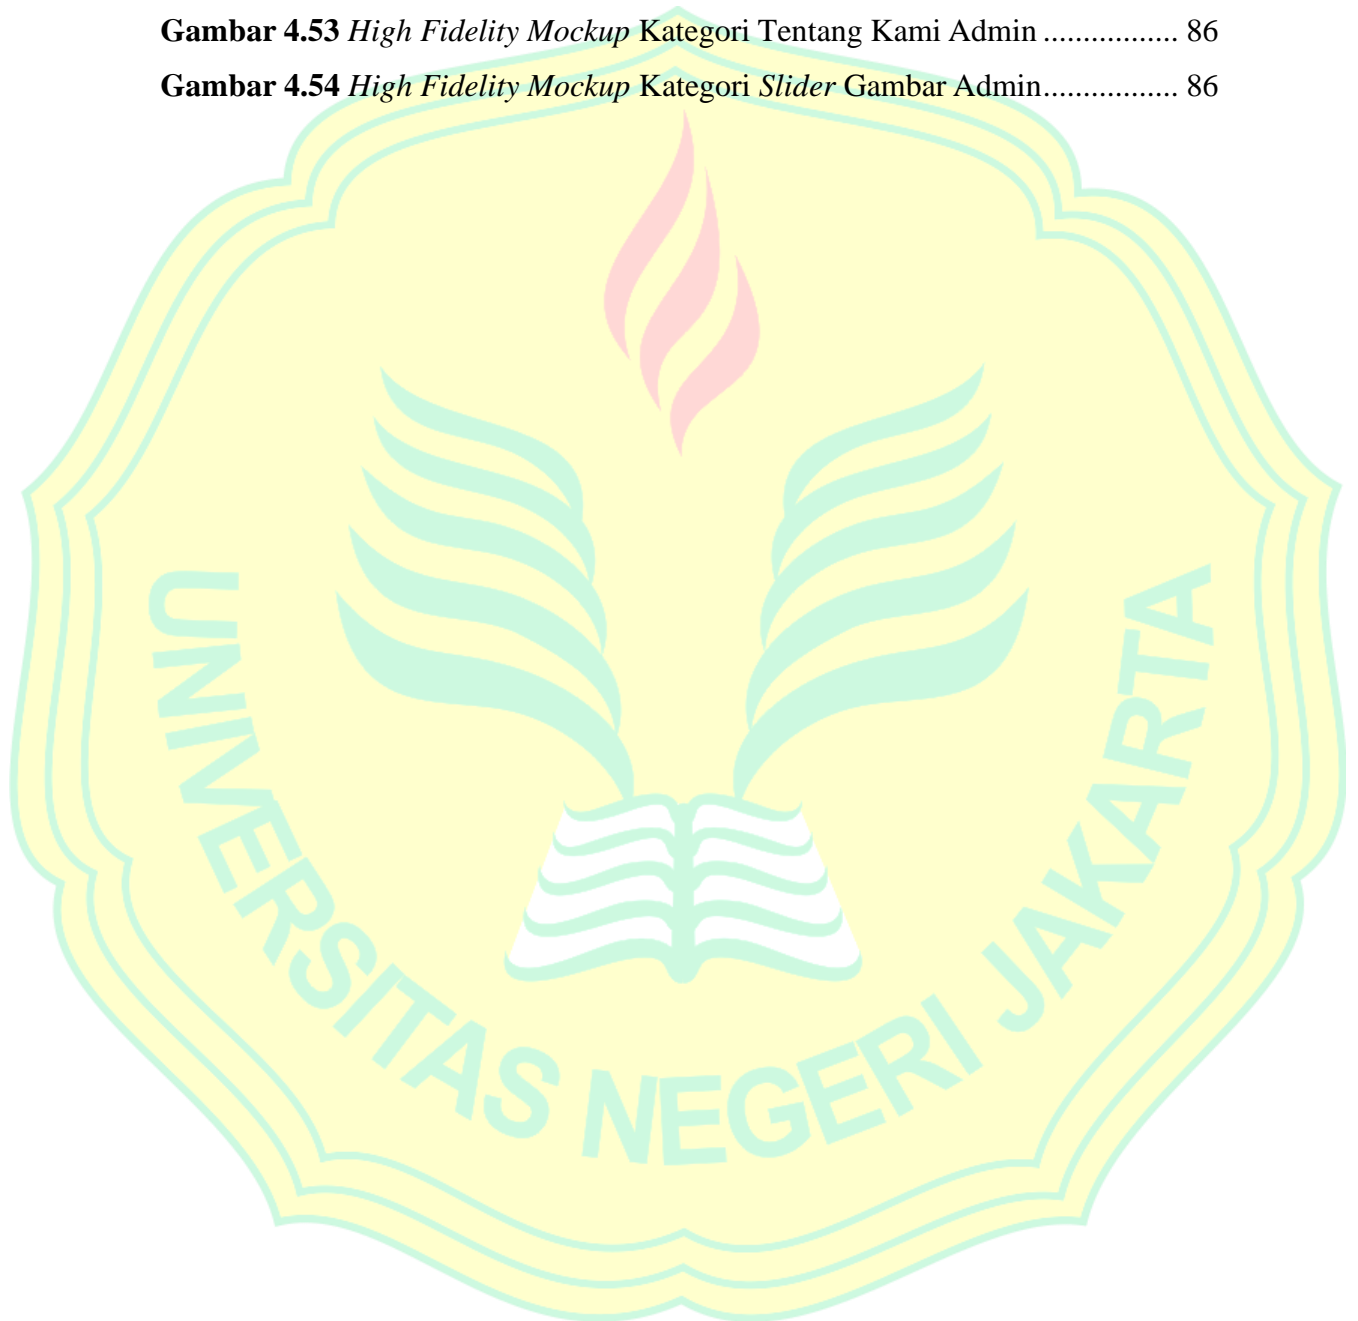 Gambar 4.53 High Fidelity Mockup Kategori Tentang Kami Admin ................. 86
Gambar 4.54 High Fidelity Mockup Kategori Slider Gambar Admin................. 86
UNIVERSITAS NEGERI JAKARTA